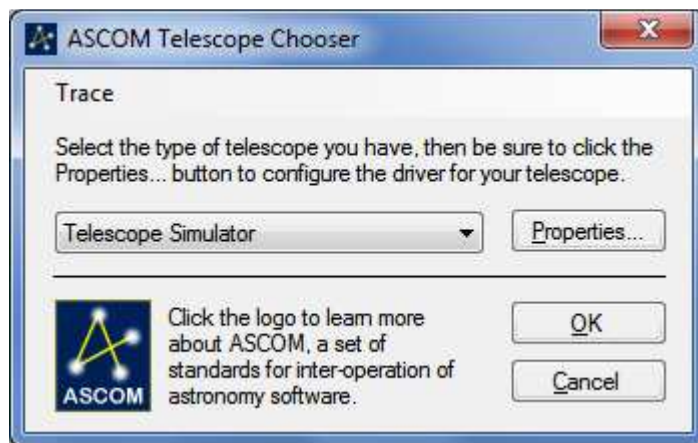 ASCOM Telescope Chooser
Trace
Select the type of telescope you have, then be sure to click the
Properties... button to configure the driver for your telescope.
Telescope Simulator
Properties...
Click the logo to learn more
about ASCOM, a set of
standards for inter-operation of
astronomy software.
ASCOM
OK
Cancel